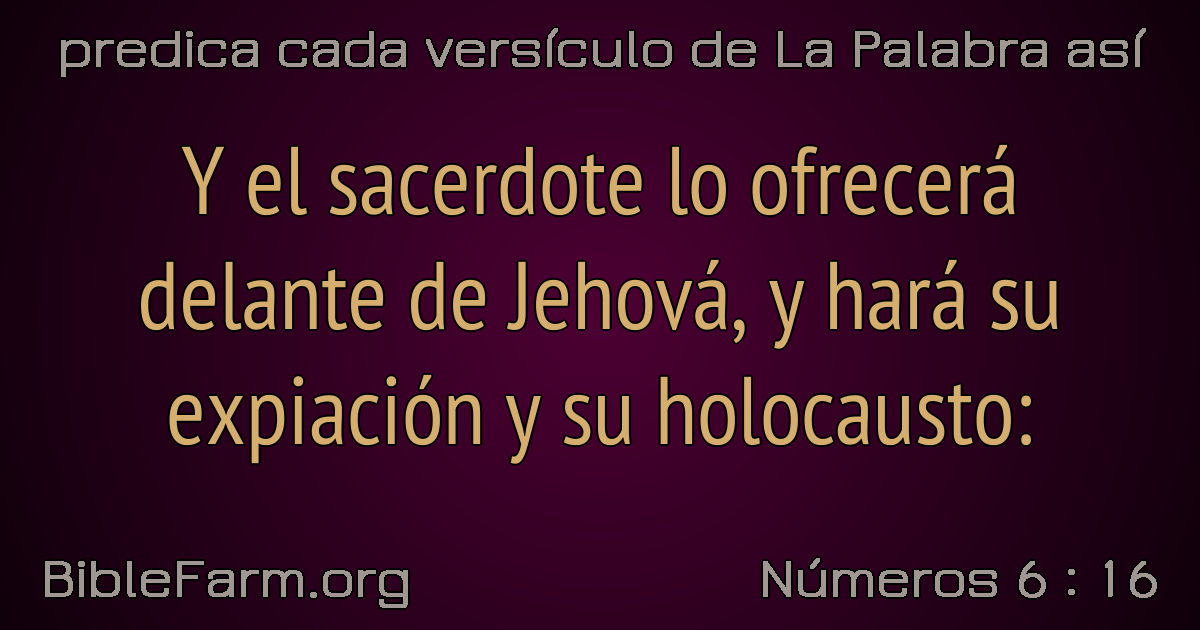 predica cada versículo de La Palabra así
Y el sacerdote lo ofrecerá
delante de Jehová, y hará su
expiación y su holocausto:
BibleFarm.org
Números 6 : 16